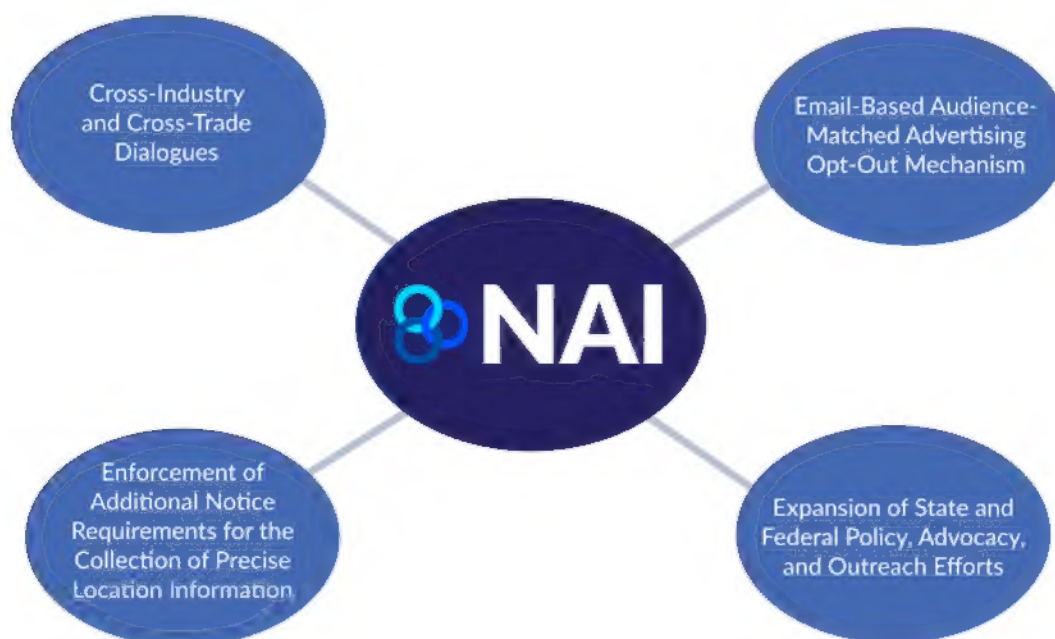 Cross-Industry
and Cross-Trade
Dialogues
Email-Based Audience-
Matched Advertising
Opt-Out Mechanism
NAI
Enforcement of
Additional Notice
Requirements for the
Collection of Precise
Location Information
Expansion of State and
Federal Policy, Advocacy,
and Outreach Efforts